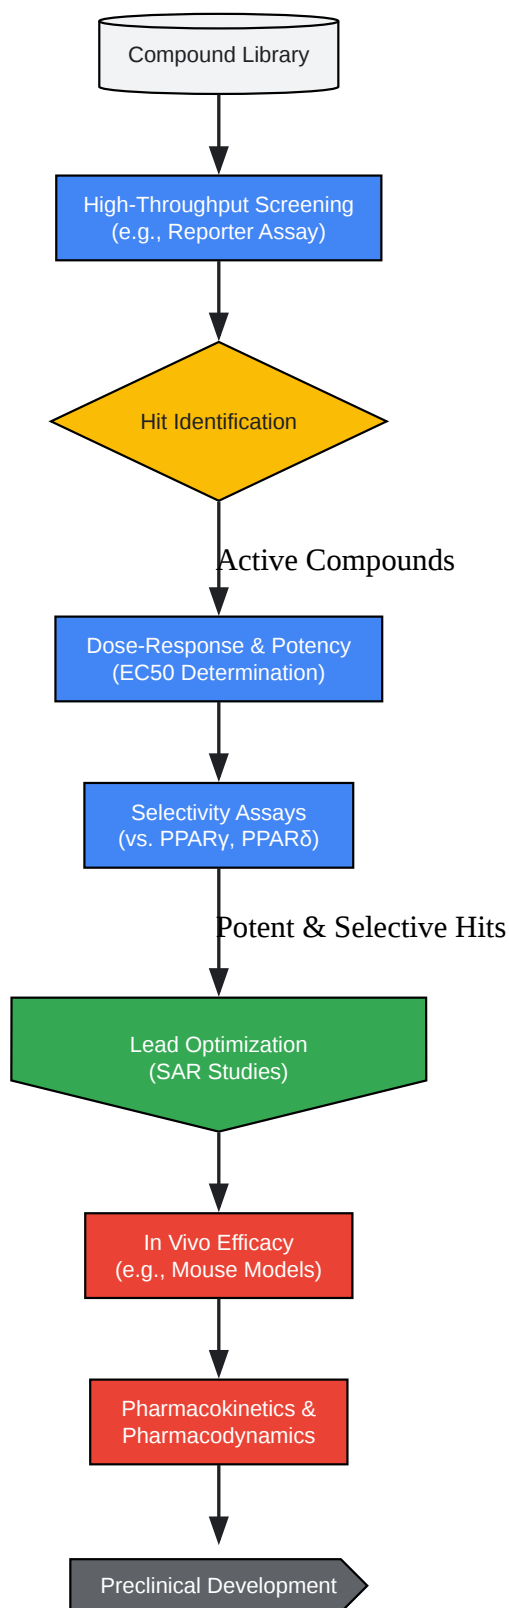 Compound Library
High-Throughput Screening
(e.g., Reporter Assay)
Hit Identification
Active Compounds
Dose-Response & Potency
(EC50 Determination)
Selectivity Assays
(vs. PPARγ, PPARδ)
Potent & Selective Hits
Lead Optimization
(SAR Studies)
In Vivo Efficacy
(e.g., Mouse Models)
Pharmacokinetics &
Pharmacodynamics
Preclinical Development